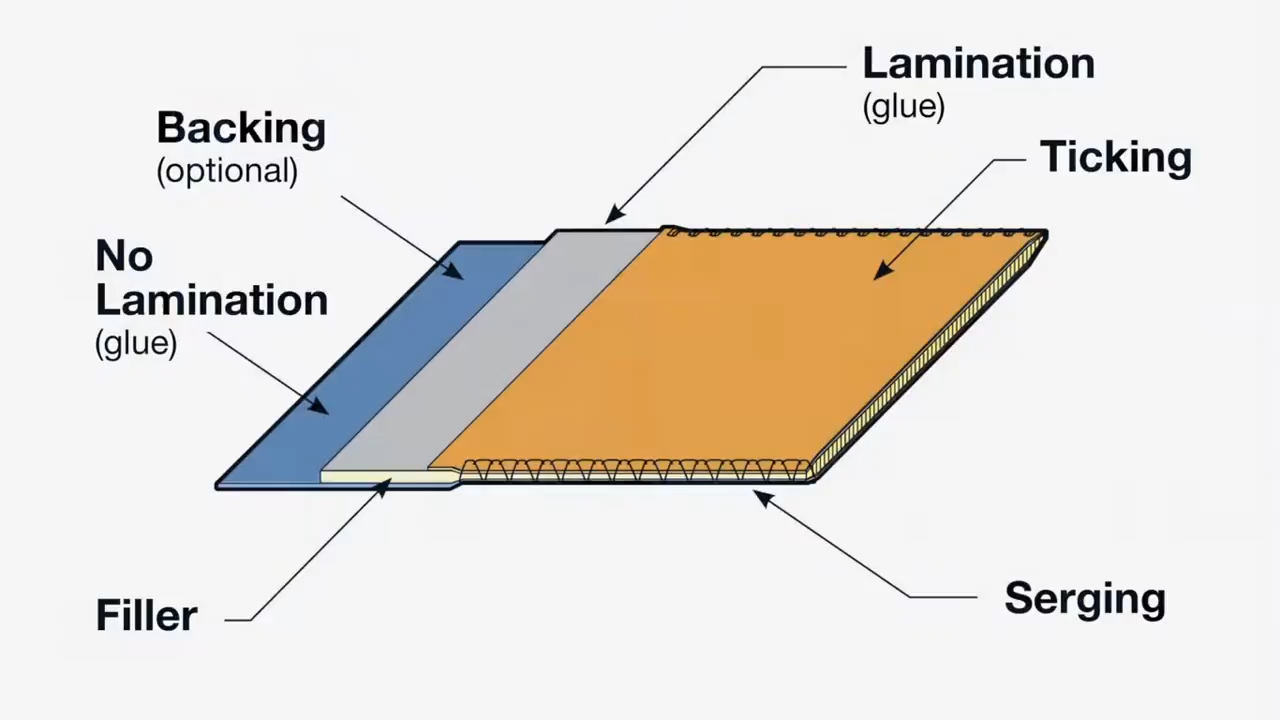 Lamination
(glue)
Backing
(optional)
Ticking
No
Lamination
(glue)
Filler
Serging